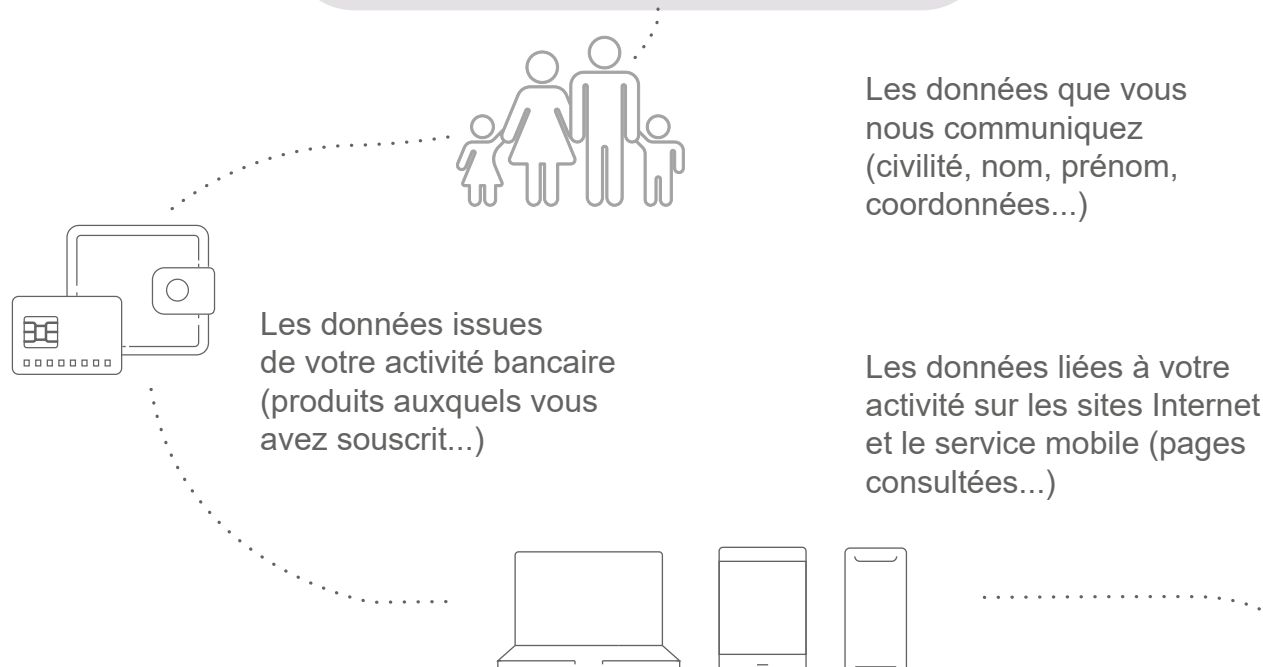 Les données que vous
nous communiquez
(civilité, nom, prénom,
coordonnées...)
Les données issues
de votre activité bancaire
(produits auxquels vous
avez souscrit...)
Les données liées à votre
activité sur les sites Internet
et le service mobile (pages
consultées...)